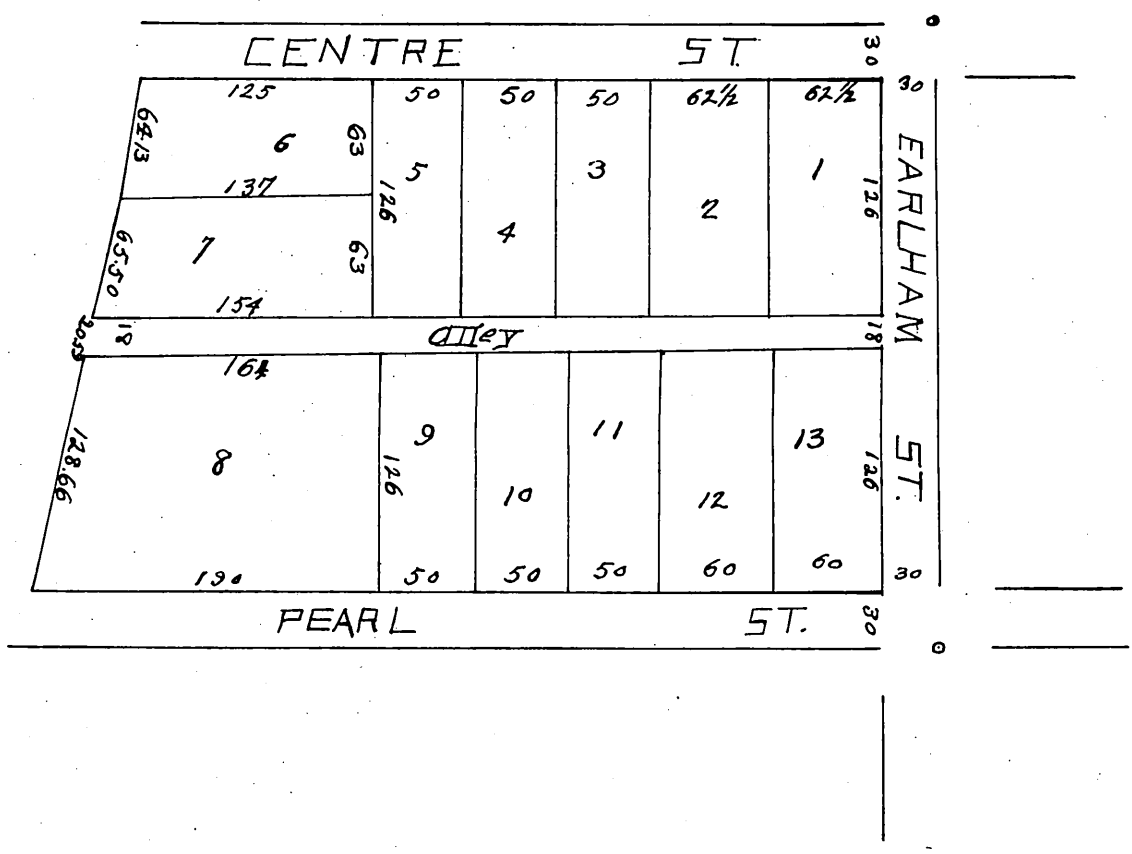 CENTRE ST. 30
125 50 50 50 62½ 62½ 30
64.13 6 63 5 4 3 2 1 126
137 126
65.50 7 63
154
EARLHAM ST.
18 Alley 18
164
128.66 8 9 126 10 11 12 13 126
190 50 50 50 60 60 30
PEARL ST. 30